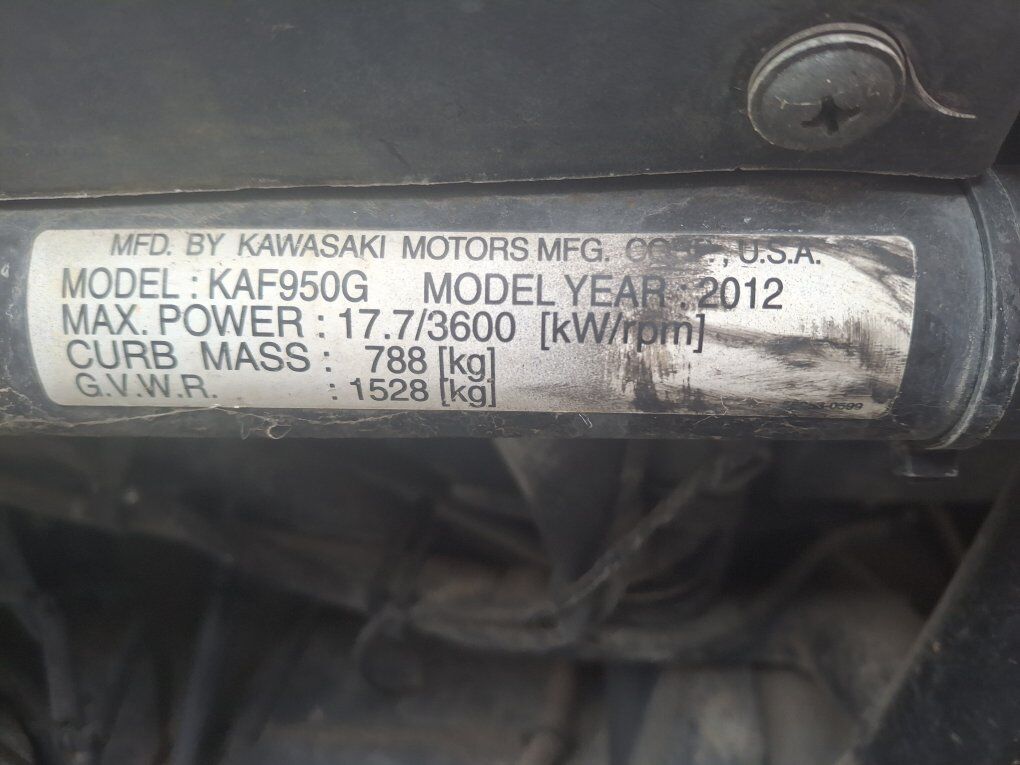 MFD. BY KAWASAKI MOTORS MFG. CORP., U.S.A.
MODEL : KAF950G MODEL YEAR : 2012
MAX. POWER : 17.7/3600 [kW/rpm]
CURB MASS : 788 [kg]
G.V.W.R. : 1528 [kg]